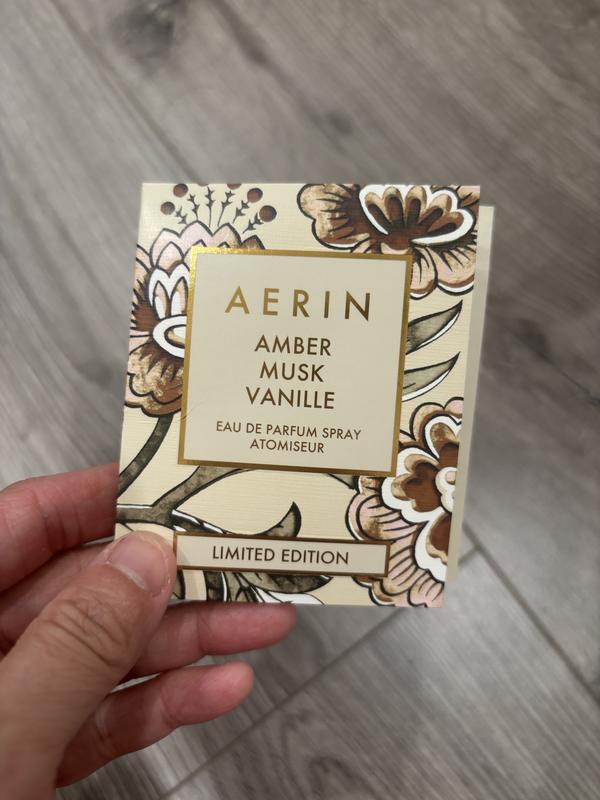 AERIN
AMBER
MUSK
VANILLE
EAU DE PARFUM SPRAY
ATOMISEUR
LIMITED EDITION